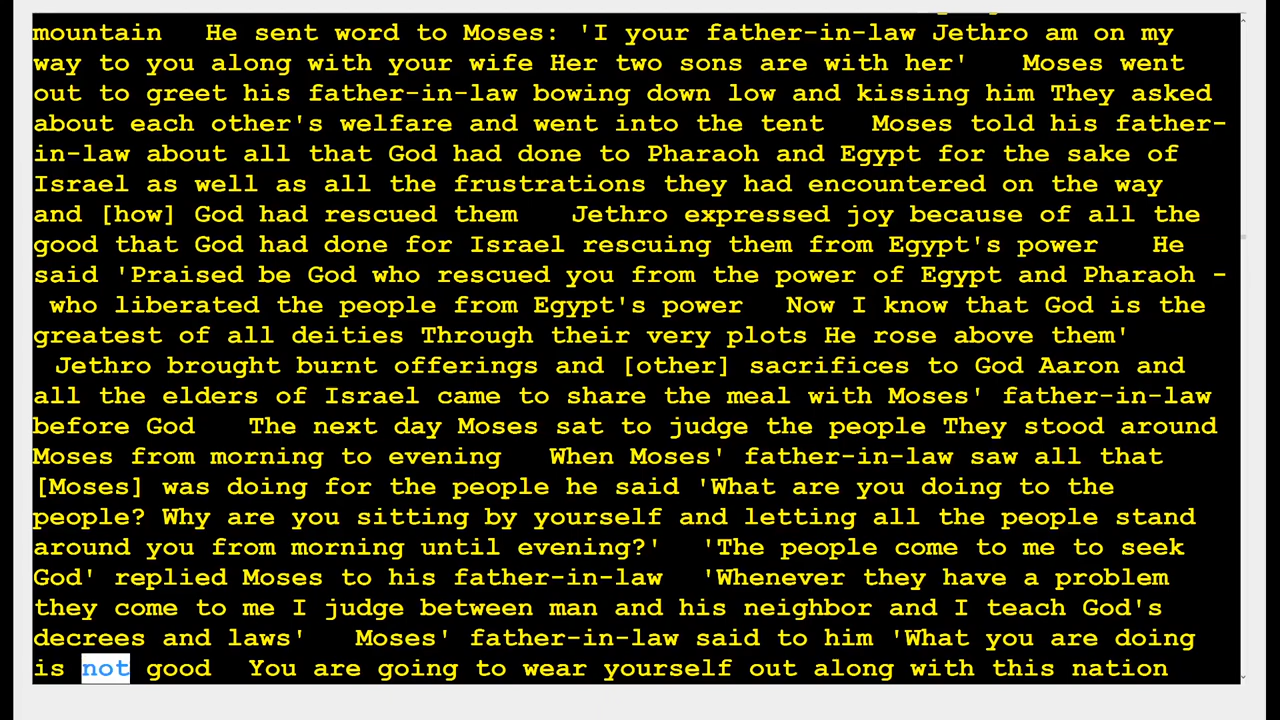 mountain   He sent word to Moses: 'I your father-in-law Jethro am on my
way to you along with your wife Her two sons are with her'   Moses went
out to greet his father-in-law bowing down low and kissing him They asked
about each other's welfare and went into the tent   Moses told his father-
in-law about all that God had done to Pharaoh and Egypt for the sake of
Israel as well as all the frustrations they had encountered on the way
and [how] God had rescued them   Jethro expressed joy because of all the
good that God had done for Israel rescuing them from Egypt's power   He
said 'Praised be God who rescued you from the power of Egypt and Pharaoh -
who liberated the people from Egypt's power   Now I know that God is the
greatest of all deities Through their very plots He rose above them'
Jethro brought burnt offerings and [other] sacrifices to God Aaron and
all the elders of Israel came to share the meal with Moses' father-in-law
before God   The next day Moses sat to judge the people They stood around
Moses from morning to evening   When Moses' father-in-law saw all that
[Moses] was doing for the people he said 'What are you doing to the
people? Why are you sitting by yourself and letting all the people stand
around you from morning until evening?'   'The people come to me to seek
God' replied Moses to his father-in-law   'Whenever they have a problem
they come to me I judge between man and his neighbor and I teach God's
decrees and laws'   Moses' father-in-law said to him 'What you are doing
is not good   You are going to wear yourself out along with this nation